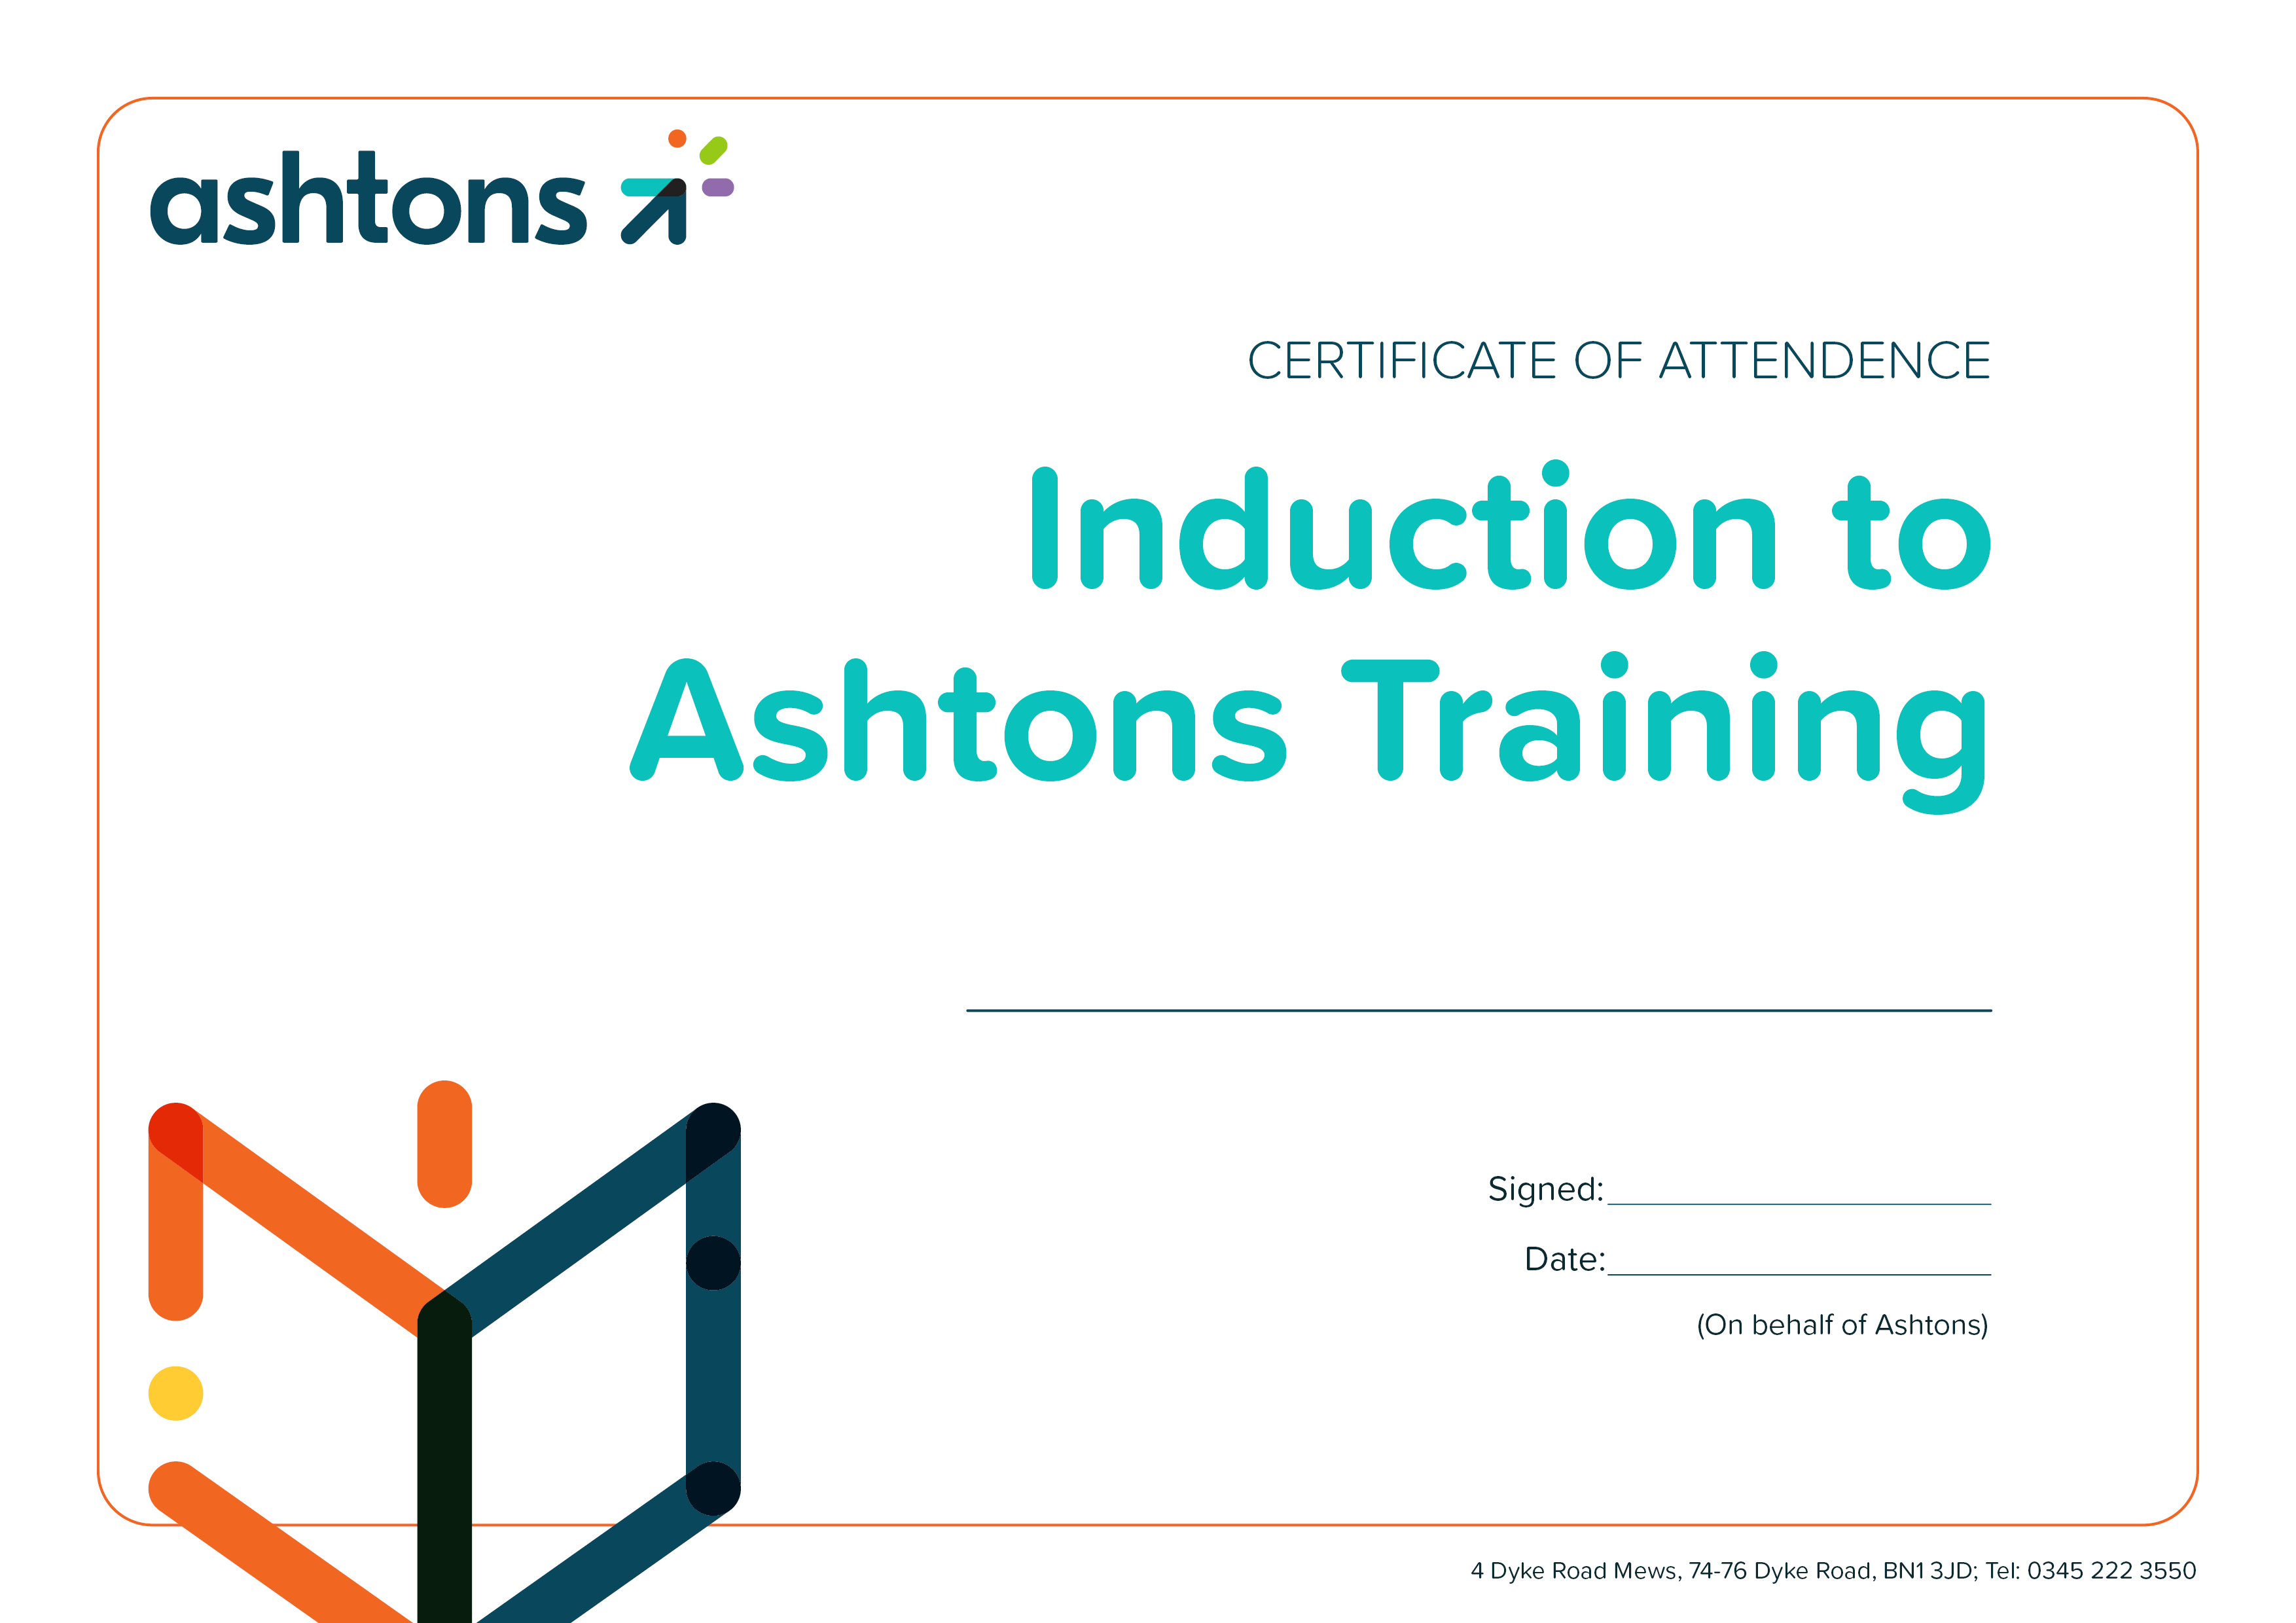 ashtons
CERTIFICATE OF ATTENDENCE
Induction to
Ashtons Training
Signed:
Date:
(On behalf of Ashtons)
4 Dyke Road Mews, 74-76 Dyke Road, BN1 3JD; Tel: 0345 222 3550